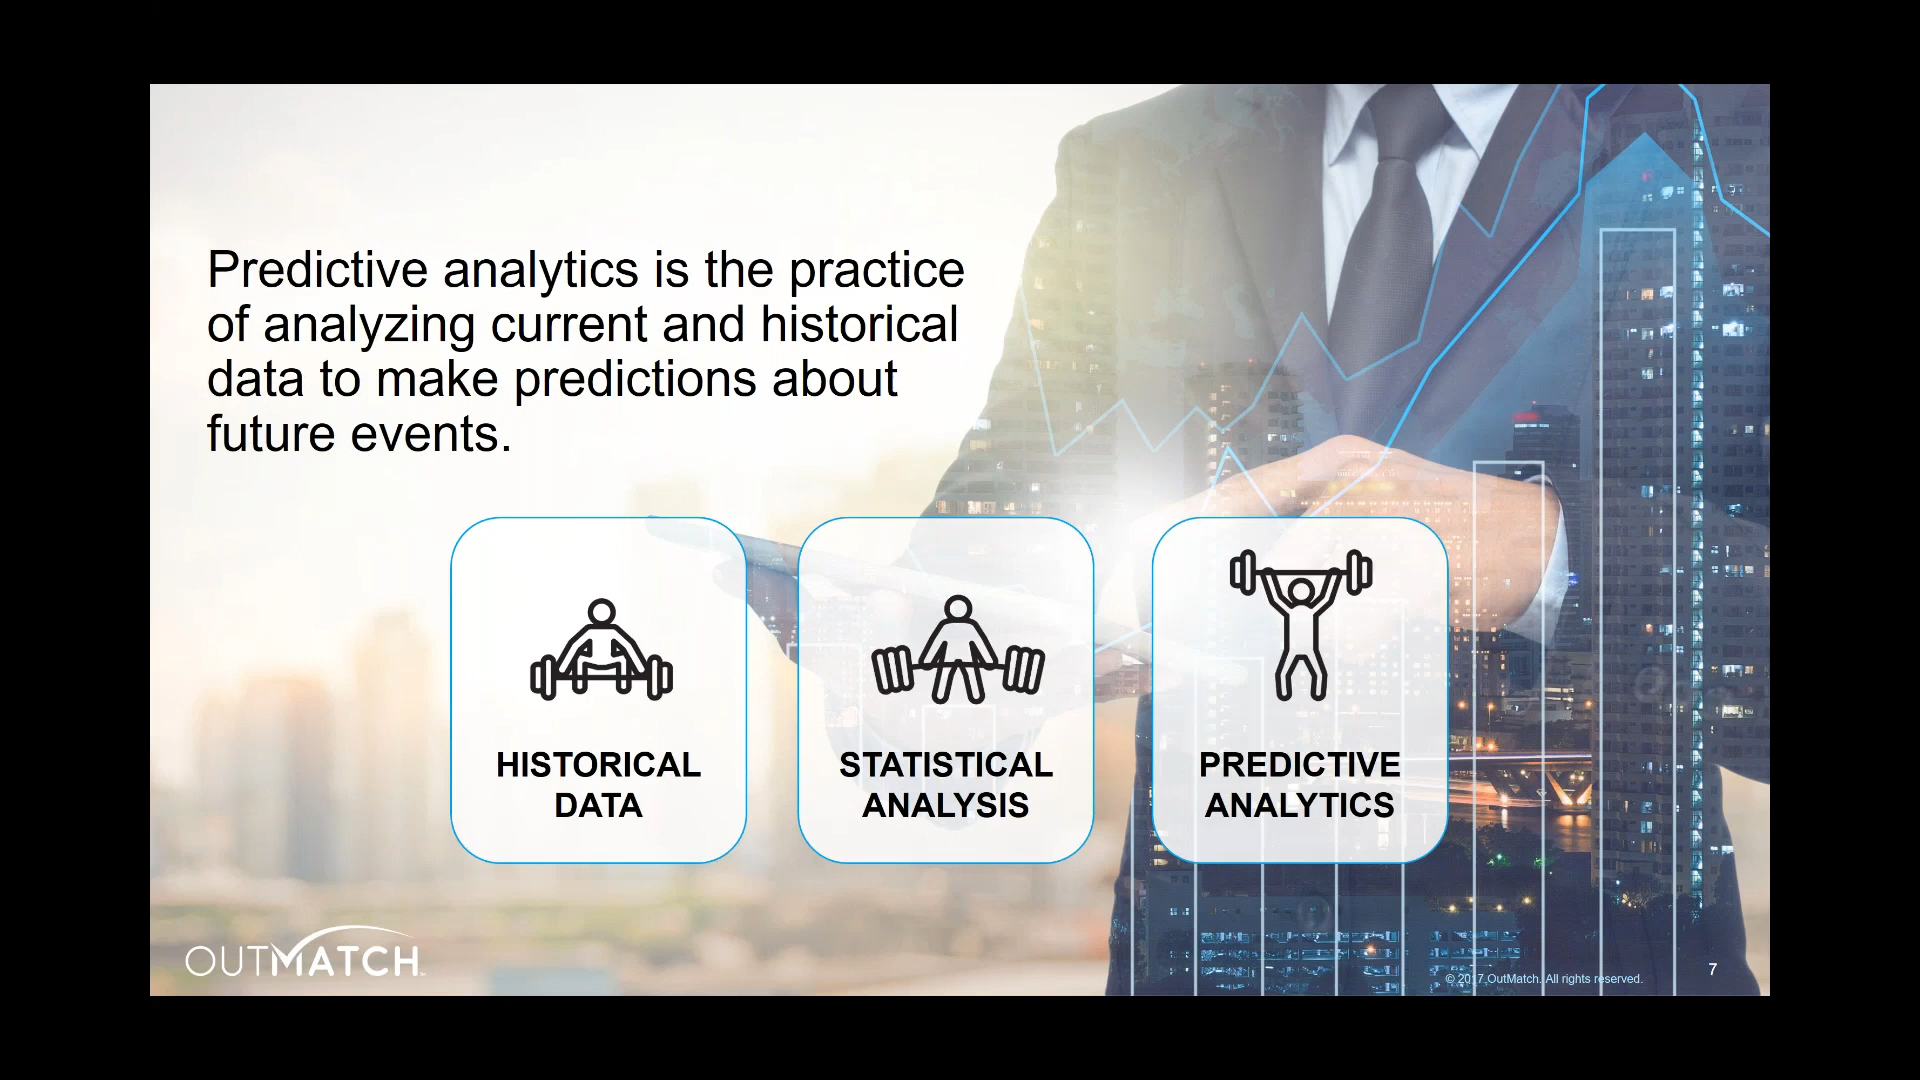 Predictive analytics is the practice
of analyzing current and historical
data to make predictions about
future events.
HISTORICAL
DATA
STATISTICAL
ANALYSIS
PREDICTIVE
ANALYTICS
OUTMATCH
© 2017 OutMatch. All rights reserved.
7